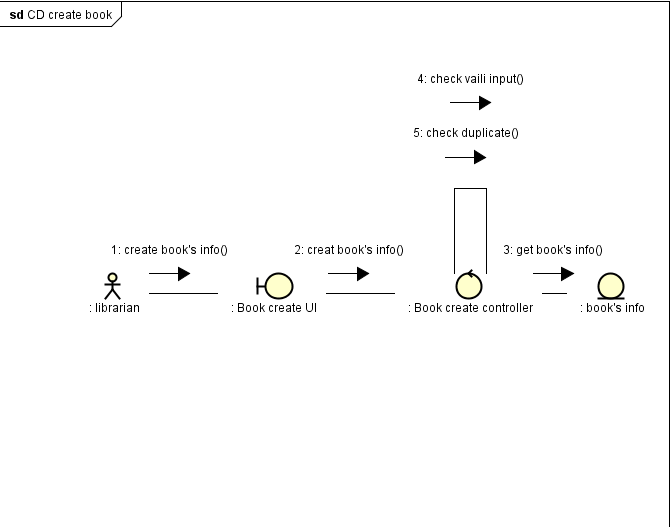 sd CD create book
4: check vaili input()
5: check duplicate()
1: create book's info()
2: creat book's info()
3: get book's info()
: librarian
: Book create UI
: Book create controller
: book's info